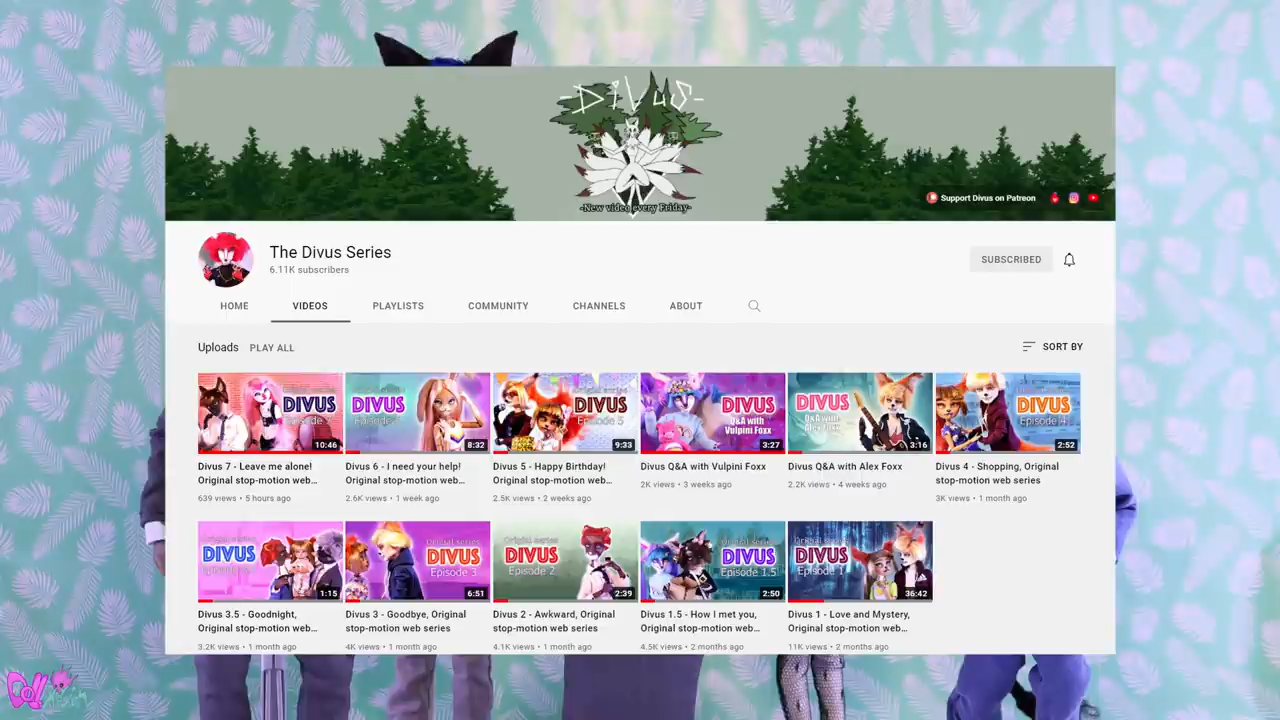 -DiVuS-
-New video every Friday-
Support Divus on Patreon
The Divus Series
6.11K subscribers
SUBSCRIBED
HOME VIDEOS PLAYLISTS COMMUNITY CHANNELS ABOUT
Uploads PLAY ALL
SORT BY
DIVUS
10:46
Divus 7 - Leave me alone!
Original stop-motion web...
639 views • 5 hours ago
DIVUS
8:32
Divus 6 - I need your help!
Original stop-motion web...
2.6K views • 1 week ago
DIVUS
Episode 5
9:33
Divus 5 - Happy Birthday!
Original stop-motion web...
2.5K views • 2 weeks ago
DIVUS
Q&A with
Vulpini Foxx
3:27
Divus Q&A with Vulpini Foxx
2K views • 3 weeks ago
DIVUS
Q&A with
Alex Foxx
3:16
Divus Q&A with Alex Foxx
2.2K views • 4 weeks ago
Original series
DIVUS
Episode 4
2:52
Divus 4 - Shopping, Original
stop-motion web series
3K views • 1 month ago
DIVUS
1:15
Divus 3.5 - Goodnight,
Original stop-motion web...
3.2K views • 1 month ago
DIVUS
Episode 3
6:51
Divus 3 - Goodbye, Original
stop-motion web series
4K views • 1 month ago
DIVUS
Episode 2
2:39
Divus 2 - Awkward, Original
stop-motion web series
4.1K views • 1 month ago
DIVUS
Episode 1.5
2:50
Divus 1.5 - How I met you,
Original stop-motion web...
4.5K views • 2 months ago
DIVUS
Episode 1
36:42
Divus 1 - Love and Mystery,
Original stop-motion web...
11K views • 2 months ago